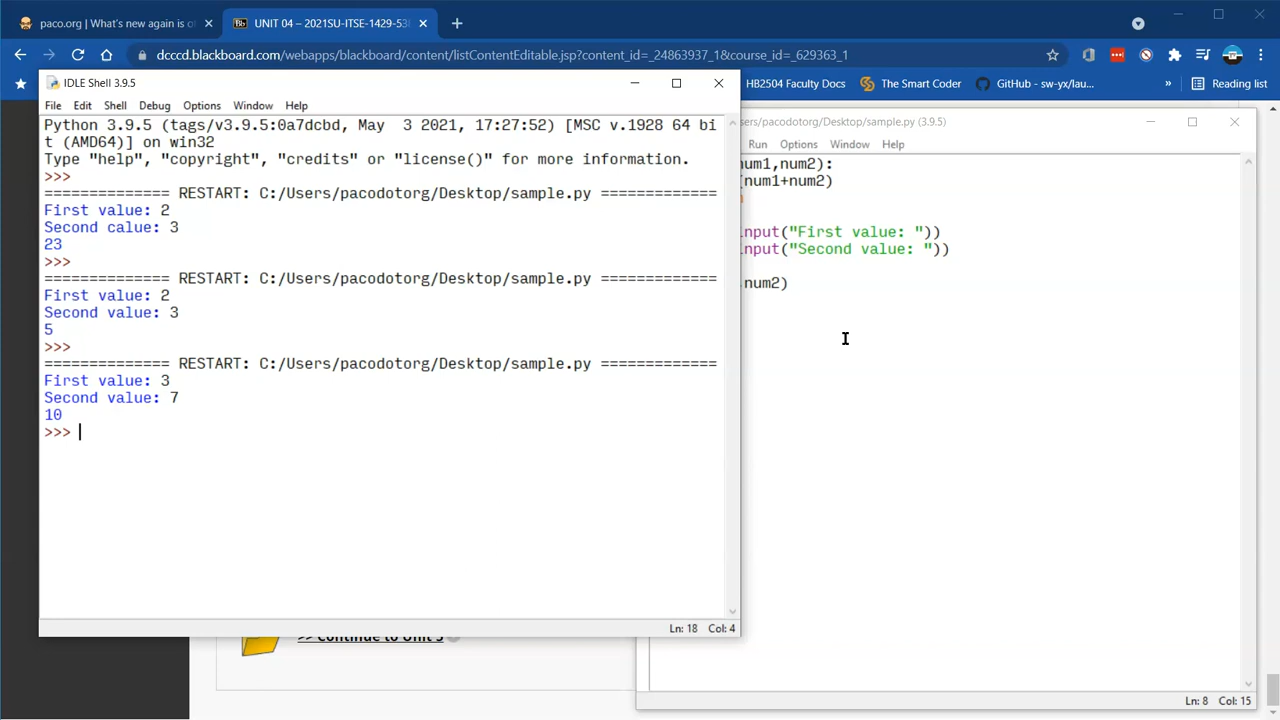 paco.org | What's new again is o
UNIT 04 – 2021SU-ITSE-1429-53
dcccd.blackboard.com/webapps/blackboard/content/listContentEditable.jsp?content_id=_24863937_1&course_id=_629363_1
HB2504 Faculty Docs
The Smart Coder
GitHub - sw-yx/lau...
»
Reading list
IDLE Shell 3.9.5
File Edit Shell Debug Options Window Help
Python 3.9.5 (tags/v3.9.5:0a7dcbd, May  3 2021, 17:27:52) [MSC v.1928 64 bi
t (AMD64)] on win32
Type "help", "copyright", "credits" or "license()" for more information.
>>>
============== RESTART: C:/Users/pacodotorg/Desktop/sample.py =============
First value: 2
Second calue: 3
23
>>>
============== RESTART: C:/Users/pacodotorg/Desktop/sample.py =============
First value: 2
Second value: 3
5
>>>
============== RESTART: C:/Users/pacodotorg/Desktop/sample.py =============
First value: 3
Second value: 7
10
>>>
Ln: 18 Col: 4
ers/pacodotorg/Desktop/sample.py (3.9.5)
Run Options Window Help
num1,num2):
(num1+num2)
input("First value: "))
input("Second value: "))
,num2)
Ln: 8 Col: 15
>> Continue to Unit 5